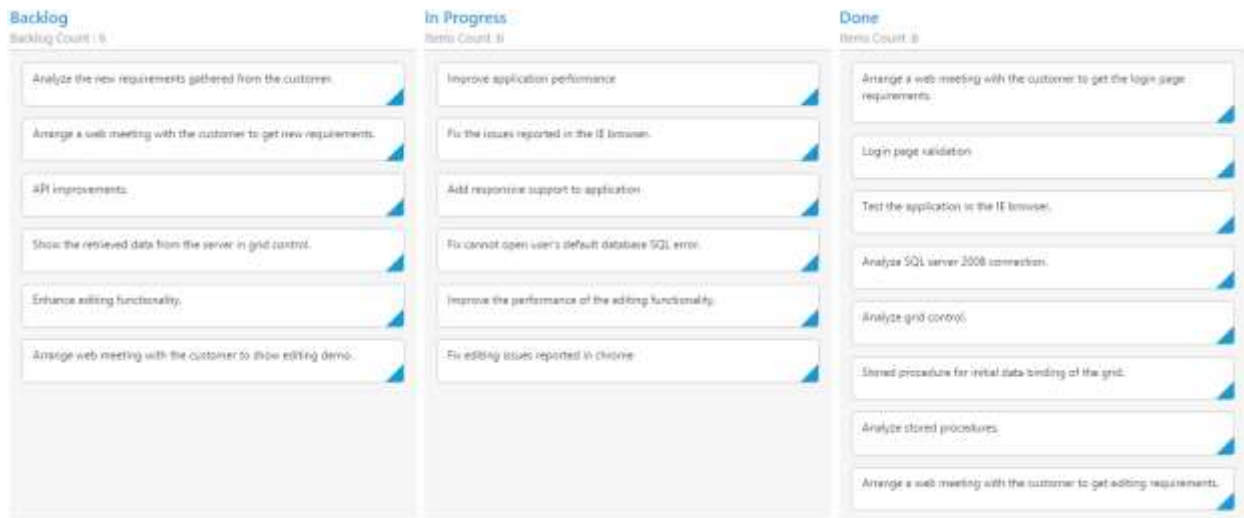 Backlog
Backlog Count : 6
Analyze the new requirements gathered from the customer.
Arrange a web meeting with the customer to get new requirements.
API improvements.
Show the retrieved data from the server in grid control.
Enhance editing functionality.
Arrange web meeting with the customer to show editing demo.
In Progress
Items Count :6
Improve application performance
Fix the issues reported in the IE browser.
Add responsive support to application
Fix cannot open user's default database SQL error.
Improve the performance of the editing functionality.
Fix editing issues reported in chrome
Done
Items Count :8
Arrange a web meeting with the customer to get the login page
requirements.
Login page validation
Test the application in the IE browser.
Analyze SQL server 2008 connection.
Analyze grid control.
Stored procedure for initial data binding of the grid.
Analyze stored procedures.
Arrange a web meeting with the customer to get editing requirements.